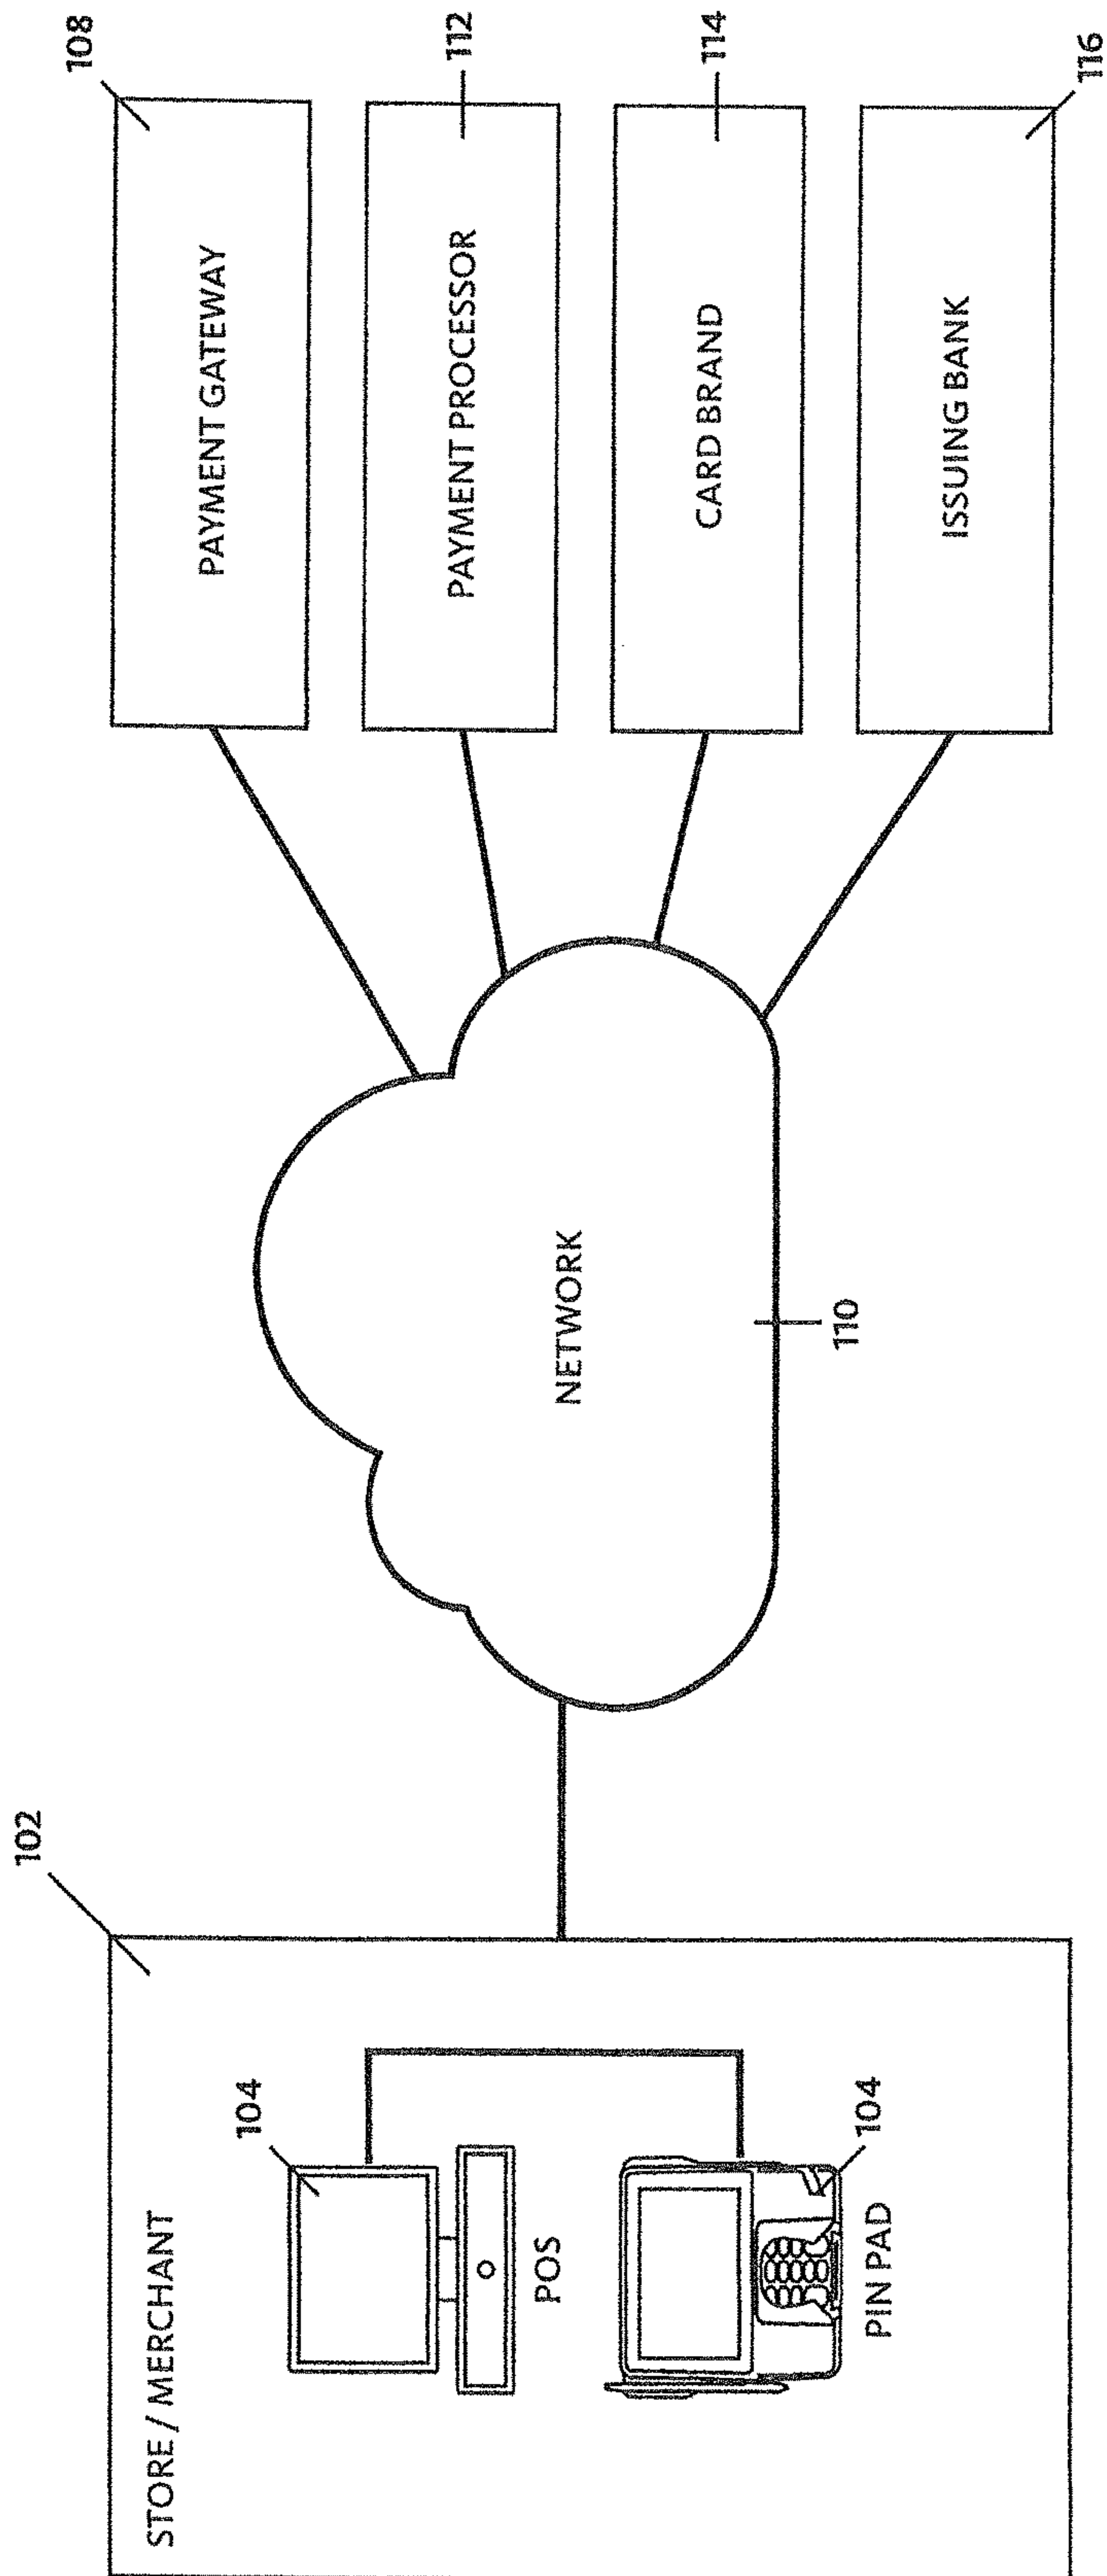 STORE / MERCHANT
102
104
POS
104
PIN PAD
NETWORK
110
PAYMENT GATEWAY
108
PAYMENT PROCESSOR
112
CARD BRAND
114
ISSUING BANK
116